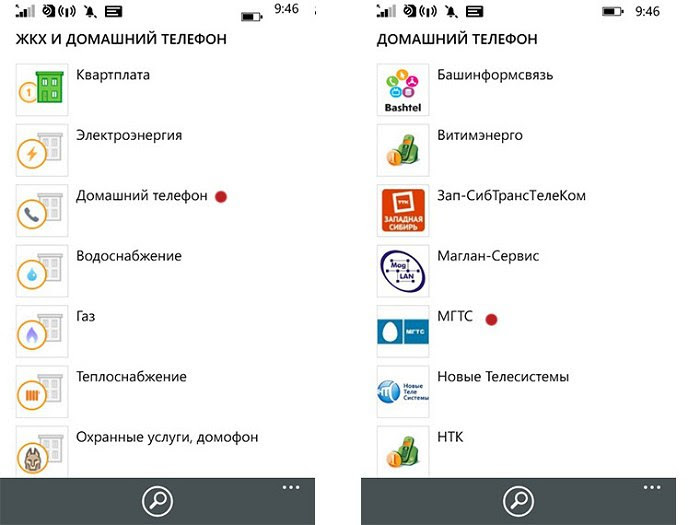 9:46
ЖКХ И ДОМАШНИЙ ТЕЛЕФОН
1
Квартплата
Электроэнергия
Домашний телефон
Водоснабжение
Газ
Теплоснабжение
Охранные услуги, домофон
9:46
ДОМАШНИЙ ТЕЛЕФОН
Bashtel
Башинформсвязь
Витимэнерго
ТТК
ЗАПАДНАЯ
СИБИРЬ
Зап-СибТрансТелеКом
Mag
LAN
Маглан-Сервис
МГТС
МГТС
Новые
Теле
Системы
Новые Телесистемы
НТК